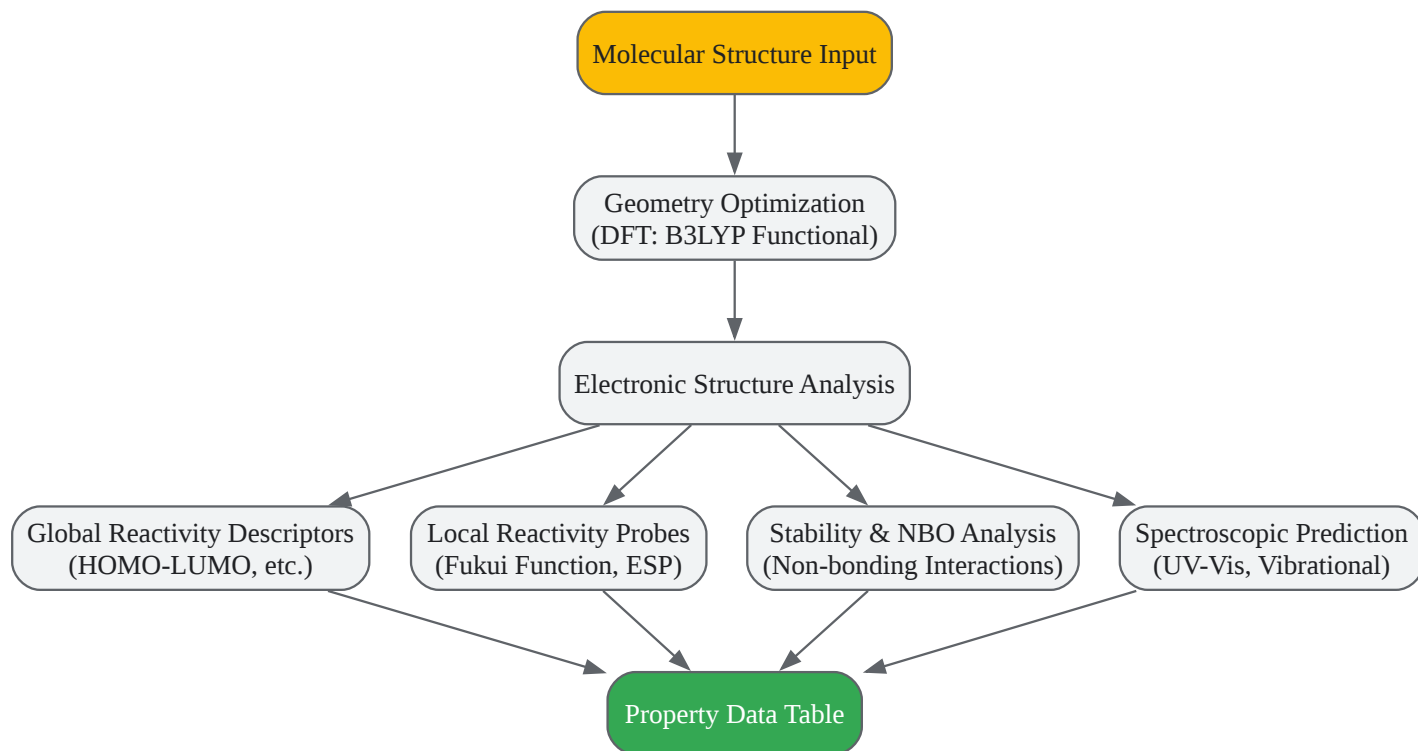 Molecular Structure Input
Geometry Optimization
(DFT: B3LYP Functional)
Electronic Structure Analysis
Global Reactivity Descriptors
(HOMO-LUMO, etc.)
Local Reactivity Probes
(Fukui Function, ESP)
Stability & NBO Analysis
(Non-bonding Interactions)
Spectroscopic Prediction
(UV-Vis, Vibrational)
Property Data Table